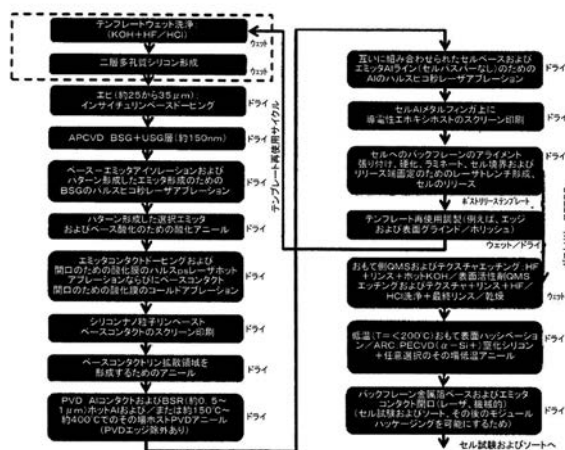 テンプレートウェット洗浄
(KOH+HF/HCl)
ウェット
二層多孔質シリコン形成
ウェット
エピ(約25から35μm):
インサイチュリンベースドーピング
ドライ
APCVD BSG+USG層(約150nm)
ドライ
ベース-エミッタアイソレーションおよび
パターン形成したエミッタ形成のための
BSGのパルスピコ秒レーザアブレーション
ドライ
パターン形成した選択エミッタ
およびベース酸化のための酸化アニール
ドライ
エミッタコンタクトドーピングおよび
開口のための酸化膜のパルスpsレーザホット
アブレーションならびにベースコンタクト
開口のための酸化膜のコールドアブレーション
ドライ
シリコンナノ粒子リンペースト
ベースコンタクトのスクリーン印刷
ドライ
ベースコンタクトリン拡散領域を
形成するためのアニール
ドライ
PVD AlコンタクトおよびBSR(約0.5~
1μm)ホットAlおよび/または約150℃~
約400℃でのその場ポストPVDアニール
(PVDエッジ除外あり)
ドライ
テンプレート再使用サイクル
互いに組み合わせられたセルベースおよび
エミッタAlライン(セルバスバーなし)のための
Alのパルスピコ秒レーザアブレーション
ドライ
セルAlメタルフィンガ上に
導電性エポキシポストのスクリーン印刷
ドライ
セルへのバックプレーンのアライメント
張り付け、硬化、ラミネート、セル境界および
リリース端画定のためのレーザトレンチ形成、
セルのリリース
ドライ
ポストリリーステンプレート
テンプレート再使用調製(例えば、エッジ
および表面グラインド/ポリッシュ)
ウェット/ドライ
おもて側QMSおよびテクスチャエッチング:HF
+リンス+ホットKOH/表面活性剤QMS
エッチングおよびテクスチャ+リンス+HF/
HCl洗浄+最終リンス/乾燥
ウェット
低温(T=<200℃)おもて表面パッシベーシ
ョン/ARC PECVD(α-Si+)窒化シリコン
+任意選択のその場低温アニール
ドライ
バックプレーン金属箔ベースおよびエミッタ
コンタクト開口(レーザ、機械的)
(セル試験およびソート、その後のモジュール
パッケージングを可能にするため)
ドライ
セル試験およびソートへ